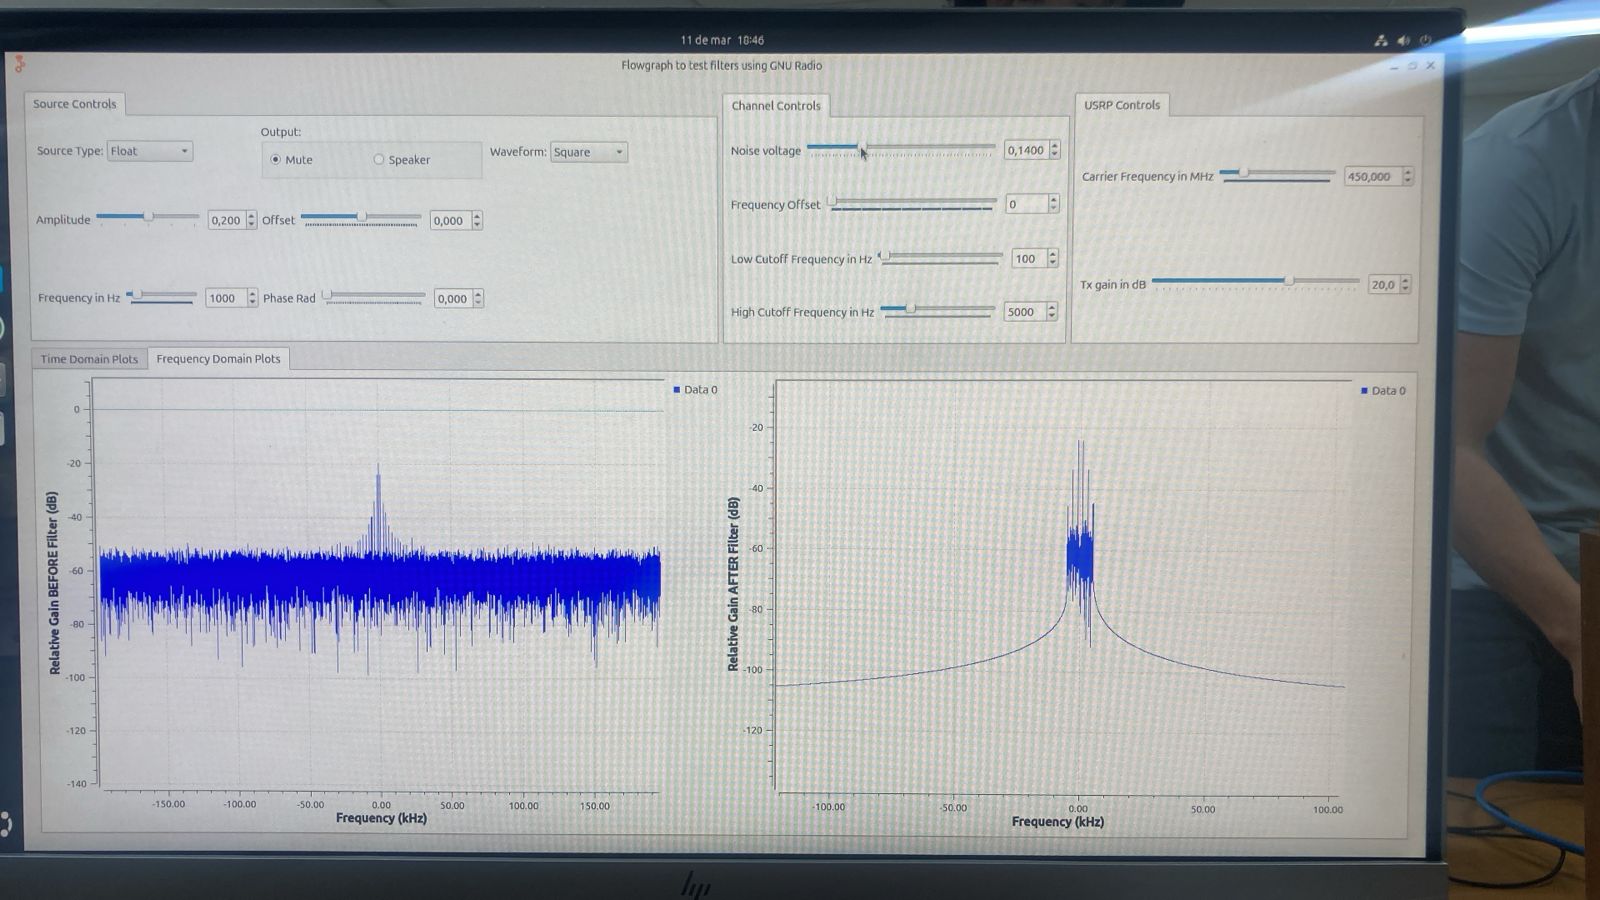 11 de mar 18:46
Flowgraph to test filters using GNU Radio
Source Controls
Source Type: Float
Output:
Mute
Speaker
Waveform: Square
Amplitude 0,200 Offset 0,000
Frequency in Hz 1000 Phase Rad 0,000
Channel Controls
Noise voltage 0,1400
Frequency Offset 0
Low Cutoff Frequency in Hz 100
High Cutoff Frequency in Hz 5000
USRP Controls
Carrier Frequency in MHz 450,000
Tx gain in dB 20,0
Time Domain Plots
Frequency Domain Plots
Data 0
Relative Gain BEFORE Filter (dB)
0
-20
-40
-60
-80
-100
-120
-140
-150.00 -100.00 -50.00 0.00 50.00 100.00 150.00
Frequency (kHz)
Data 0
Relative Gain AFTER Filter (dB)
-20
-40
-60
-80
-100
-120
-100.00 -50.00 0.00 50.00 100.00
Frequency (kHz)
hp